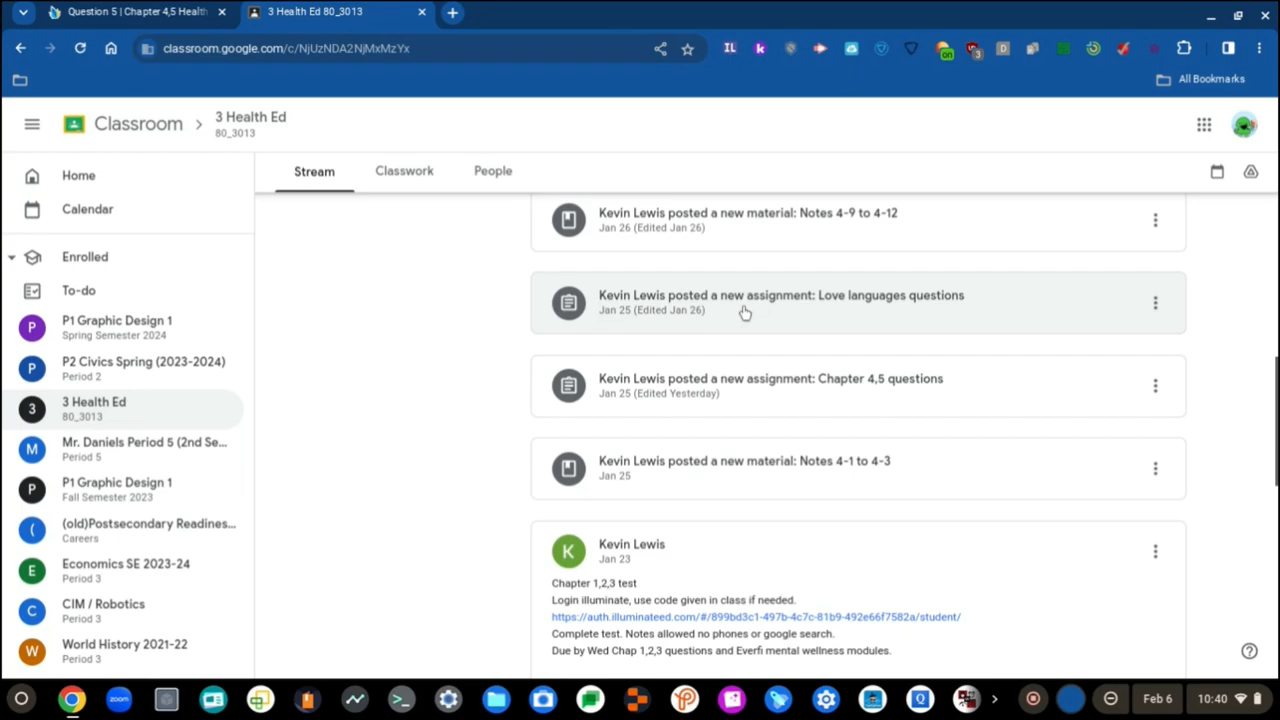 Question 5 | Chapter 4,5 Health
3 Health Ed 80_3013
classroom.google.com/c/NjUzNDA2NjMxMzYx
IL
k
on
3
D
All Bookmarks
Classroom
3 Health Ed
80_3013
Home
Calendar
Enrolled
To-do
P
P1 Graphic Design 1
Spring Semester 2024
P
P2 Civics Spring (2023-2024)
Period 2
3
3 Health Ed
80_3013
M
Mr. Daniels Period 5 (2nd Se...
Period 5
P
P1 Graphic Design 1
Fall Semester 2023
(
(old)Postsecondary Readines...
Careers
E
Economics SE 2023-24
Period 3
C
CIM / Robotics
Period 3
W
World History 2021-22
Period 3
Stream
Classwork
People
Kevin Lewis posted a new material: Notes 4-9 to 4-12
Jan 26 (Edited Jan 26)
Kevin Lewis posted a new assignment: Love languages questions
Jan 25 (Edited Jan 26)
Kevin Lewis posted a new assignment: Chapter 4,5 questions
Jan 25 (Edited Yesterday)
Kevin Lewis posted a new material: Notes 4-1 to 4-3
Jan 25
K
Kevin Lewis
Jan 23
Chapter 1,2,3 test
Login illuminate, use code given in class if needed.
https://auth.illuminateed.com/#/899bd3c1-497b-4c7c-81b9-492e66f7582a/student/
Complete test. Notes allowed no phones or google search.
Due by Wed Chap 1,2,3 questions and Everfi mental wellness modules.
zoom
Q
Feb 6
10:40